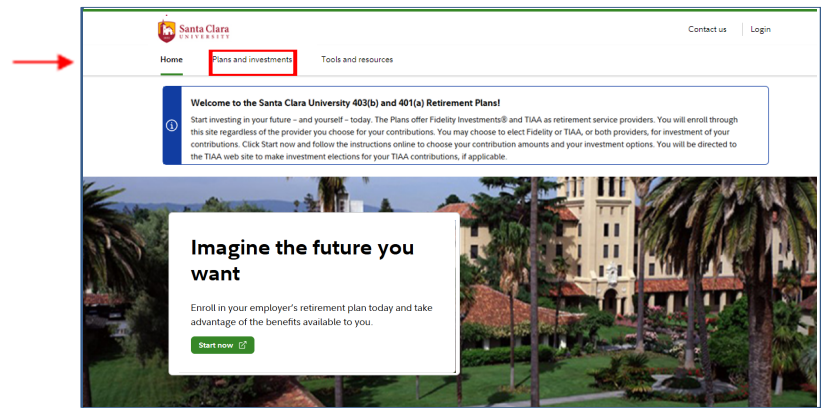 Santa Clara
UNIVERSITY
Contact us
Login
Home
Plans and investments
Tools and resources
Welcome to the Santa Clara University 403(b) and 401(a) Retirement Plans!
Start investing in your future – and yourself – today. The Plans offer Fidelity Investments® and TIAA as retirement service providers. You will enroll through
this site regardless of the provider you choose for your contributions. You may choose to elect Fidelity or TIAA, or both providers, for investment of your
contributions. Click Start now and follow the instructions online to choose your contribution amounts and your investment options. You will be directed to
the TIAA web site to make investment elections for your TIAA contributions, if applicable.
Imagine the future you
want
Enroll in your employer's retirement plan today and take
advantage of the benefits available to you.
Start now